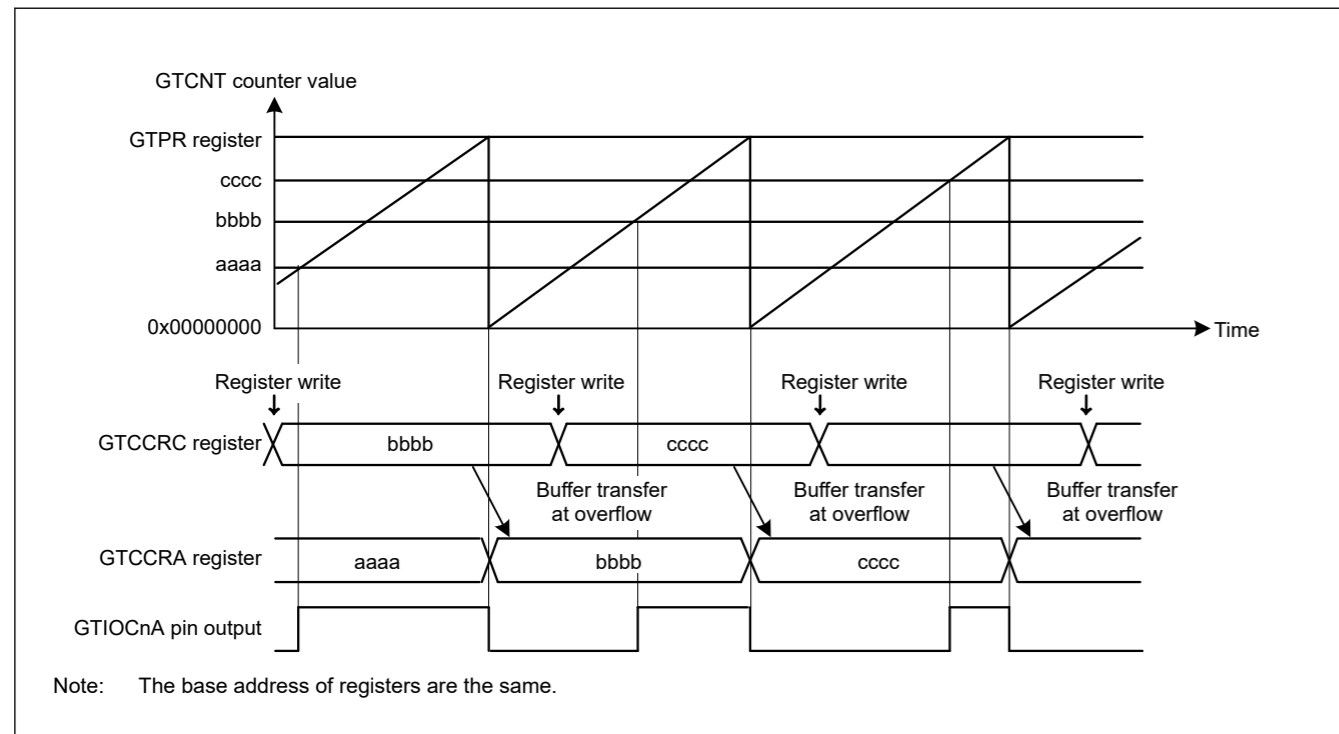 GTCNT counter value
GTPR register
cccc
bbbb
aaaa
0x00000000
Time
Register write
Register write
Register write
Register write
GTCCRC register
bbbb
cccc
Buffer transfer
at overflow
Buffer transfer
at overflow
Buffer transfer
at overflow
GTCCRA register
aaaa
bbbb
cccc
GTIOCnA pin output
Note: The base address of registers are the same.